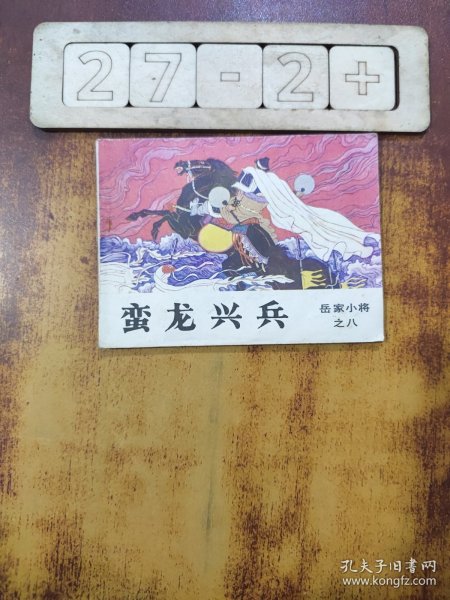 27-2+
蛮龙兴兵
岳家小将
之八
孔夫子旧书网
www.kongfz.com